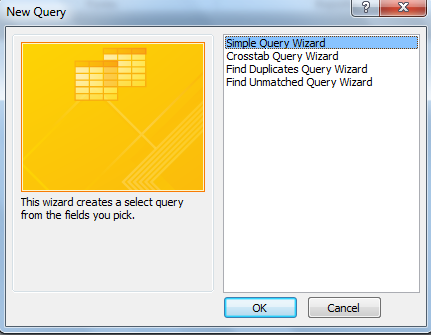 New Query
?
Simple Query Wizard
Crosstab Query Wizard
Find Duplicates Query Wizard
Find Unmatched Query Wizard
This wizard creates a select query
from the fields you pick.
OK
Cancel